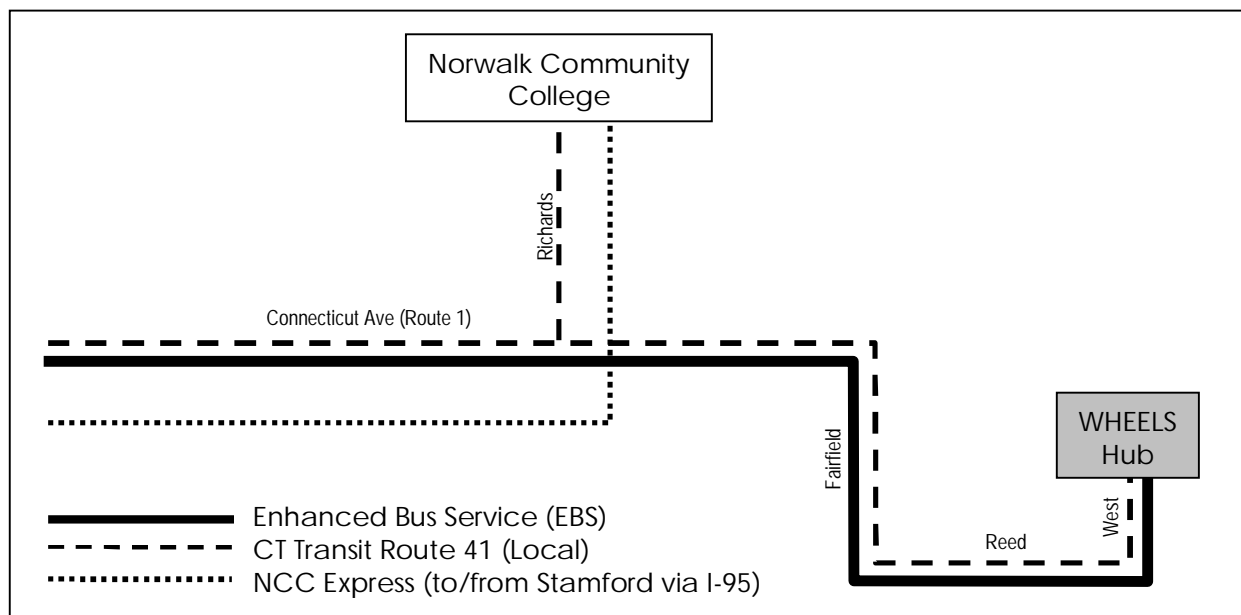 Norwalk Community
College
Richards
Connecticut Ave (Route 1)
WHEELS
Hub
Fairfield
West
Reed
Enhanced Bus Service (EBS)
CT Transit Route 41 (Local)
NCC Express (to/from Stamford via I-95)